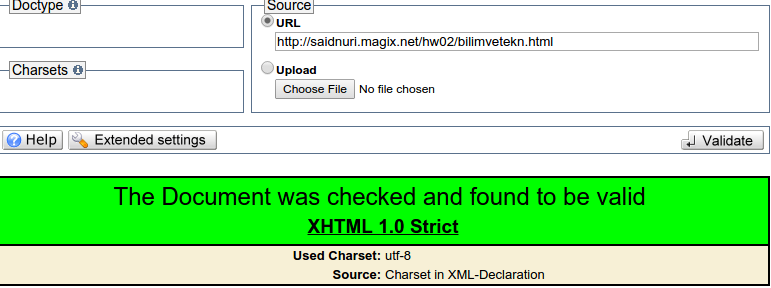 Doctype
Source
URL
http://saidnuri.magix.net/hw02/bilimvetekn.html
Charsets
Upload
Choose File No file chosen
Help Extended settings Validate
The Document was checked and found to be valid
XHTML 1.0 Strict
Used Charset: utf-8
Source: Charset in XML-Declaration